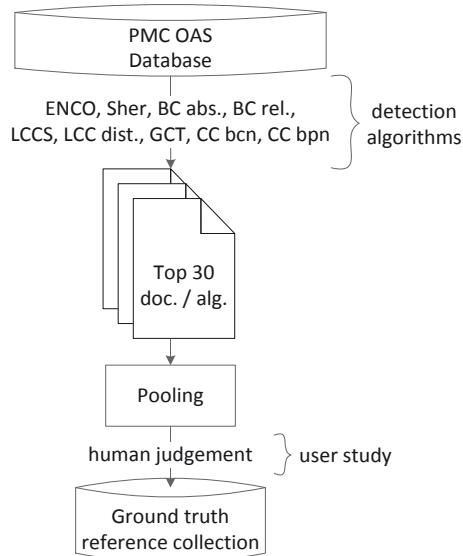 PMC OAS
Database
ENCO, Sher, BC abs., BC rel.,
LCCS, LCC dist., GCT, CC bcn, CC bpn
detection
algorithms
Top 30
doc. / alg.
Pooling
human judgement
user study
Ground truth
reference collection